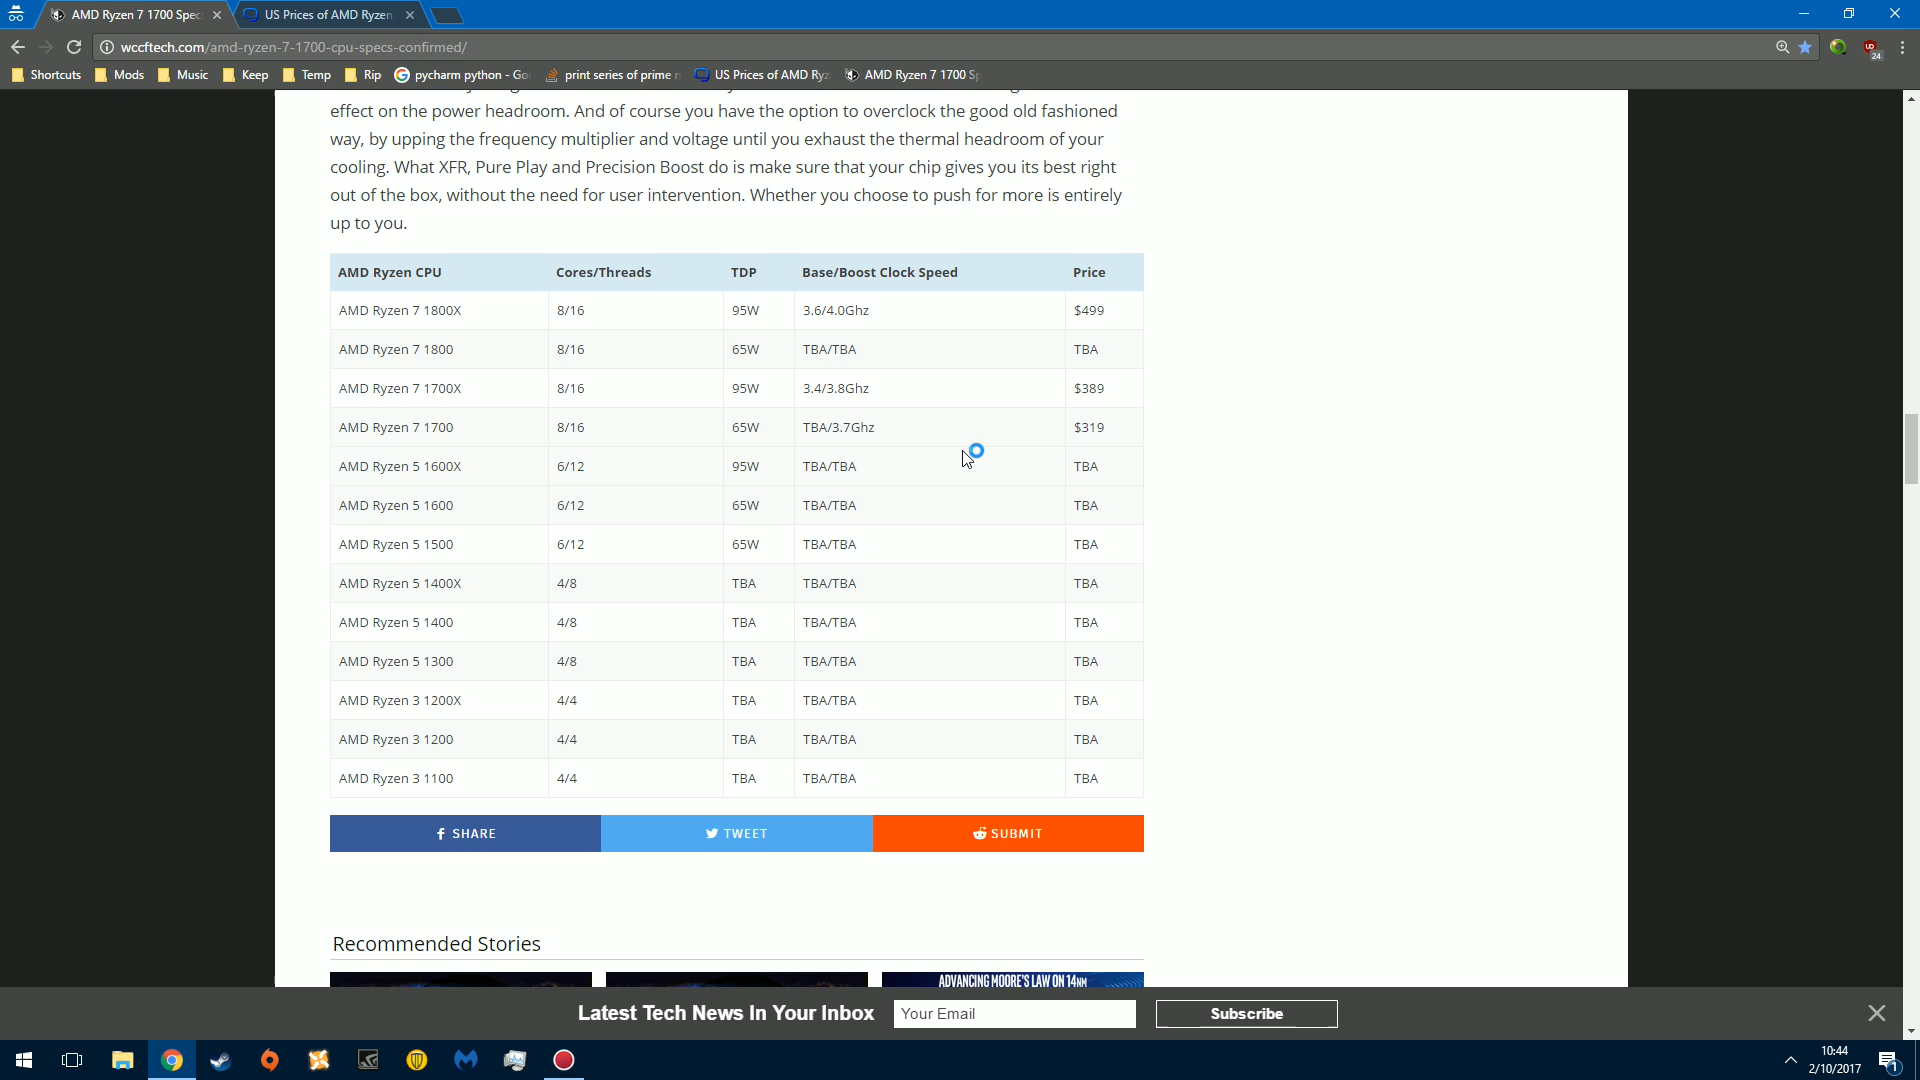 AMD Ryzen 7 1700 Spec
US Prices of AMD Ryzen
wccftech.com/amd-ryzen-7-1700-cpu-specs-confirmed/
24
Shortcuts Mods Music Keep Temp Rip pycharm python - Go print series of prime n US Prices of AMD Ryz AMD Ryzen 7 1700 Sp
effect on the power headroom. And of course you have the option to overclock the good old fashioned
way, by upping the frequency multiplier and voltage until you exhaust the thermal headroom of your
cooling. What XFR, Pure Play and Precision Boost do is make sure that your chip gives you its best right
out of the box, without the need for user intervention. Whether you choose to push for more is entirely
up to you.
AMD Ryzen CPU Cores/Threads TDP Base/Boost Clock Speed Price
AMD Ryzen 7 1800X 8/16 95W 3.6/4.0Ghz $499
AMD Ryzen 7 1800 8/16 65W TBA/TBA TBA
AMD Ryzen 7 1700X 8/16 95W 3.4/3.8Ghz $389
AMD Ryzen 7 1700 8/16 65W TBA/3.7Ghz $319
AMD Ryzen 5 1600X 6/12 95W TBA/TBA TBA
AMD Ryzen 5 1600 6/12 65W TBA/TBA TBA
AMD Ryzen 5 1500 6/12 65W TBA/TBA TBA
AMD Ryzen 5 1400X 4/8 TBA TBA/TBA TBA
AMD Ryzen 5 1400 4/8 TBA TBA/TBA TBA
AMD Ryzen 5 1300 4/8 TBA TBA/TBA TBA
AMD Ryzen 3 1200X 4/4 TBA TBA/TBA TBA
AMD Ryzen 3 1200 4/4 TBA TBA/TBA TBA
AMD Ryzen 3 1100 4/4 TBA TBA/TBA TBA
SHARE TWEET SUBMIT
Recommended Stories
ADVANCING MOORE'S LAW ON 14NM
Latest Tech News In Your Inbox Your Email Subscribe
10:44
2/10/2017
1